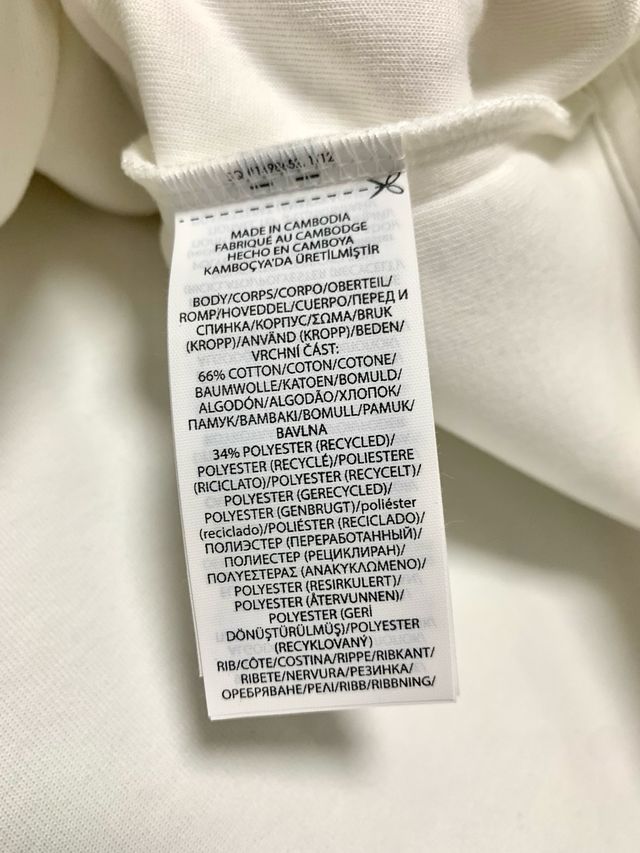 MADE IN CAMBODIA
FABRIQUÉ AU CAMBODGE
HECHO EN CAMBOYA
KAMBOÇYA'DA ÜRETİLMİŞTİR
BODY/CORPS/CORPO/OBERTEIL/
ROMP/HOVEDDEL/CUERPO/ПЕРЕД И
СПИНКА/КОРПУС/ΣΩΜΑ/BRUK
(KROPP)/ANVÄND (KROPP)/BEDEN/
VRCHNÍ ČÁST:
66% COTTON/COTON/COTONE/
BAUMWOLLE/KATOEN/BOMULD/
ALGODÓN/ALGODÃO/ХЛОПОК/
ПАМУК/ΒΑΜΒΑΚΙ/BOMULL/PAMUK/
BAVLNA
34% POLYESTER (RECYCLED)/
POLYESTER (RECYCLÉ)/POLIESTERE
(RICICLATO)/POLYESTER (RECYCELT)/
POLYESTER (GERECYCLED)/
POLYESTER (GENBRUGT)/poliéster
(reciclado)/POLIÉSTER (RECICLADO)/
ПОЛИЭСТЕР (ПЕРЕРАБОТАННЫЙ)/
ПОЛИЕСТЕР (РЕЦИКЛИРАН)/
ΠΟΛΥΕΣΤΕΡΑΣ (ΑΝΑΚΥΚΛΩΜΕΝΟ)/
POLYESTER (RESIRKULERT)/
POLYESTER (ÅTERVUNNEN)/
POLYESTER (GERİ
DÖNÜŞTÜRÜLMÜŞ)/POLYESTER
(RECYKLOVANÝ)
RIB/CÔTE/COSTINA/RIPPE/RIBKANT/
RIBETE/NERVURA/РЕЗИНКА/
ОРЕБРЯВАНЕ/ΡΕΛΙ/RIBB/RIBBNING/